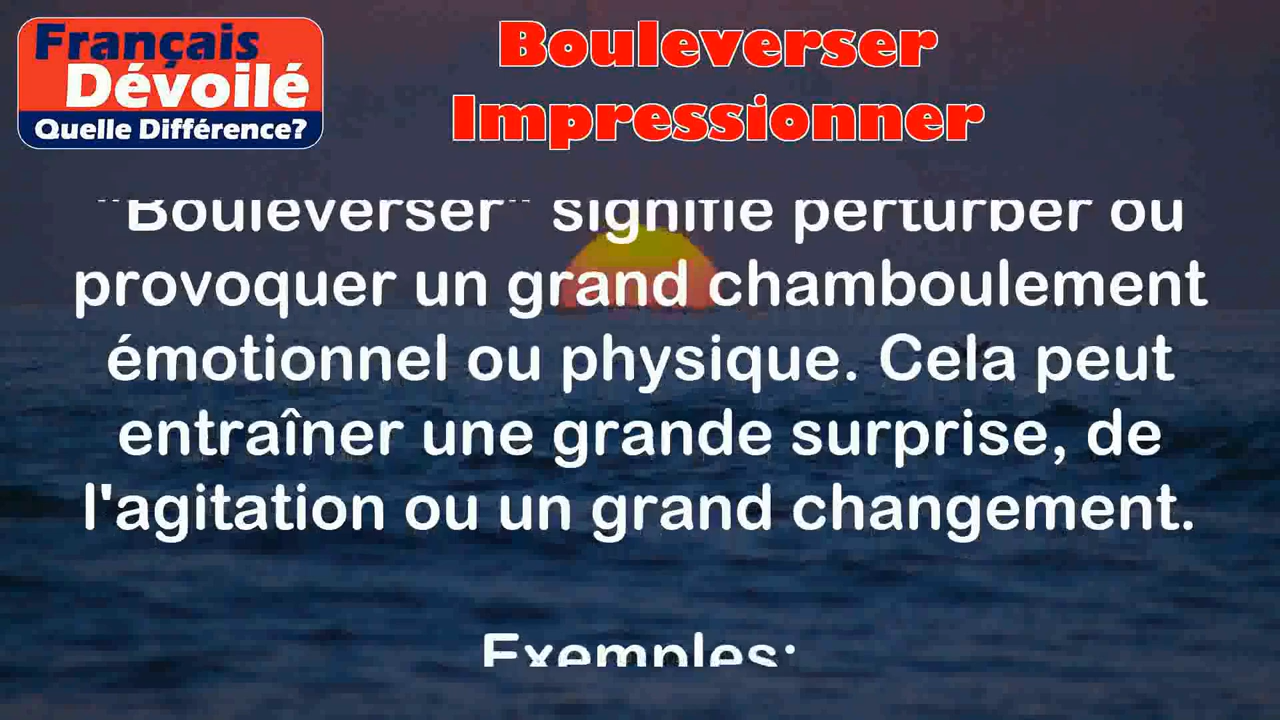 Français
Dévoilé
Quelle Différence?
Bouleverser
Impressionner
"Bouleverser" signifie perturber ou
provoquer un grand chamboulement
émotionnel ou physique. Cela peut
entraîner une grande surprise, de
l'agitation ou un grand changement.
Exemples: